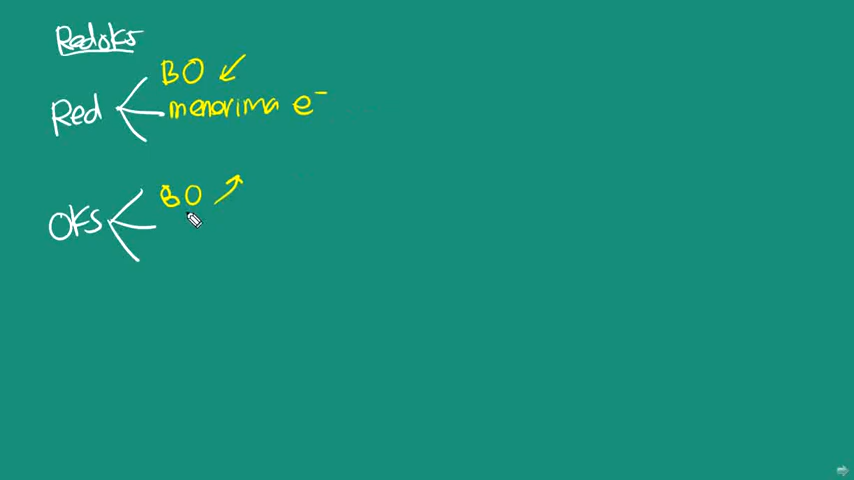 Redoks
BO ↙
Red menerima e⁻
BO ↗
Oks